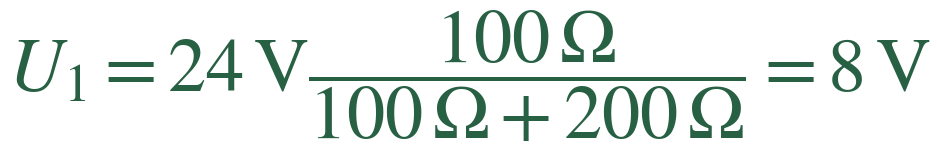 U₁ = 24 V (100 Ω)/(100 Ω + 200 Ω) = 8 V